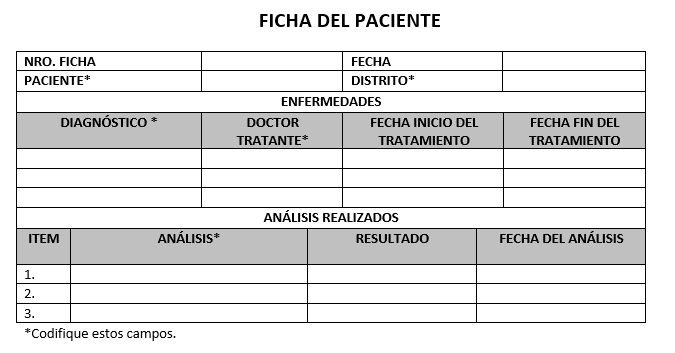 FICHA DEL PACIENTE
NRO. FICHA FECHA
PACIENTE* DISTRITO*
ENFERMEDADES
DIAGNÓSTICO * DOCTOR TRATANTE* FECHA INICIO DEL TRATAMIENTO FECHA FIN DEL TRATAMIENTO
ANÁLISIS REALIZADOS
ITEM ANÁLISIS* RESULTADO FECHA DEL ANÁLISIS
1.
2.
3.
*Codifique estos campos.